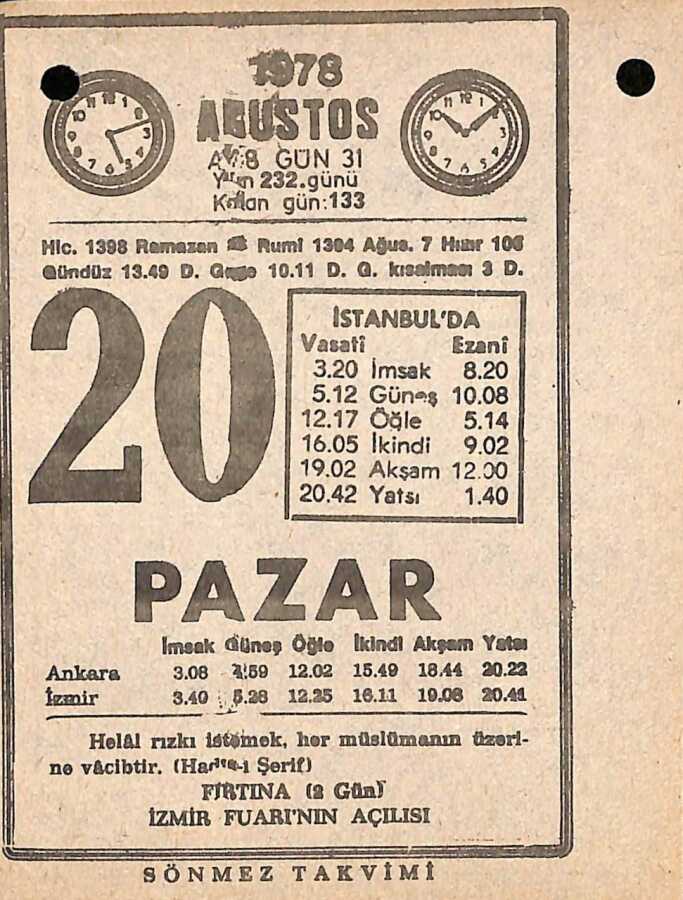 1978
AĞUSTOS
AY:8 GÜN 31
Yılın 232.günü
Kalan gün:133
Hic. 1398 Ramazan Rumî 1394 Ağus. 7 Hızır 106
Gündüz 13.49 D. Gece 10.11 D. G. kısalması 3 D.
20
İSTANBUL'DA
Vasatî Ezanî
3.20 İmsak 8.20
5.12 Güneş 10.08
12.17 Öğle 5.14
16.05 İkindi 9.02
19.02 Akşam 12.00
20.42 Yatsı 1.40
PAZAR
İmsak Güneş Öğle İkindi Akşam Yatsı
Ankara 3.08 4.59 12.02 15.49 18.44 20.22
İzmir 3.40 5.28 12.25 16.11 19.08 20.41
Helâl rızkı istemek, her müslümanın üzeri-
ne vâcibtir. (Hadîs-i Şerif)
FIRTINA (2 Gün)
İZMİR FUARI'NIN AÇILISI
SÖNMEZ TAKVİMİ